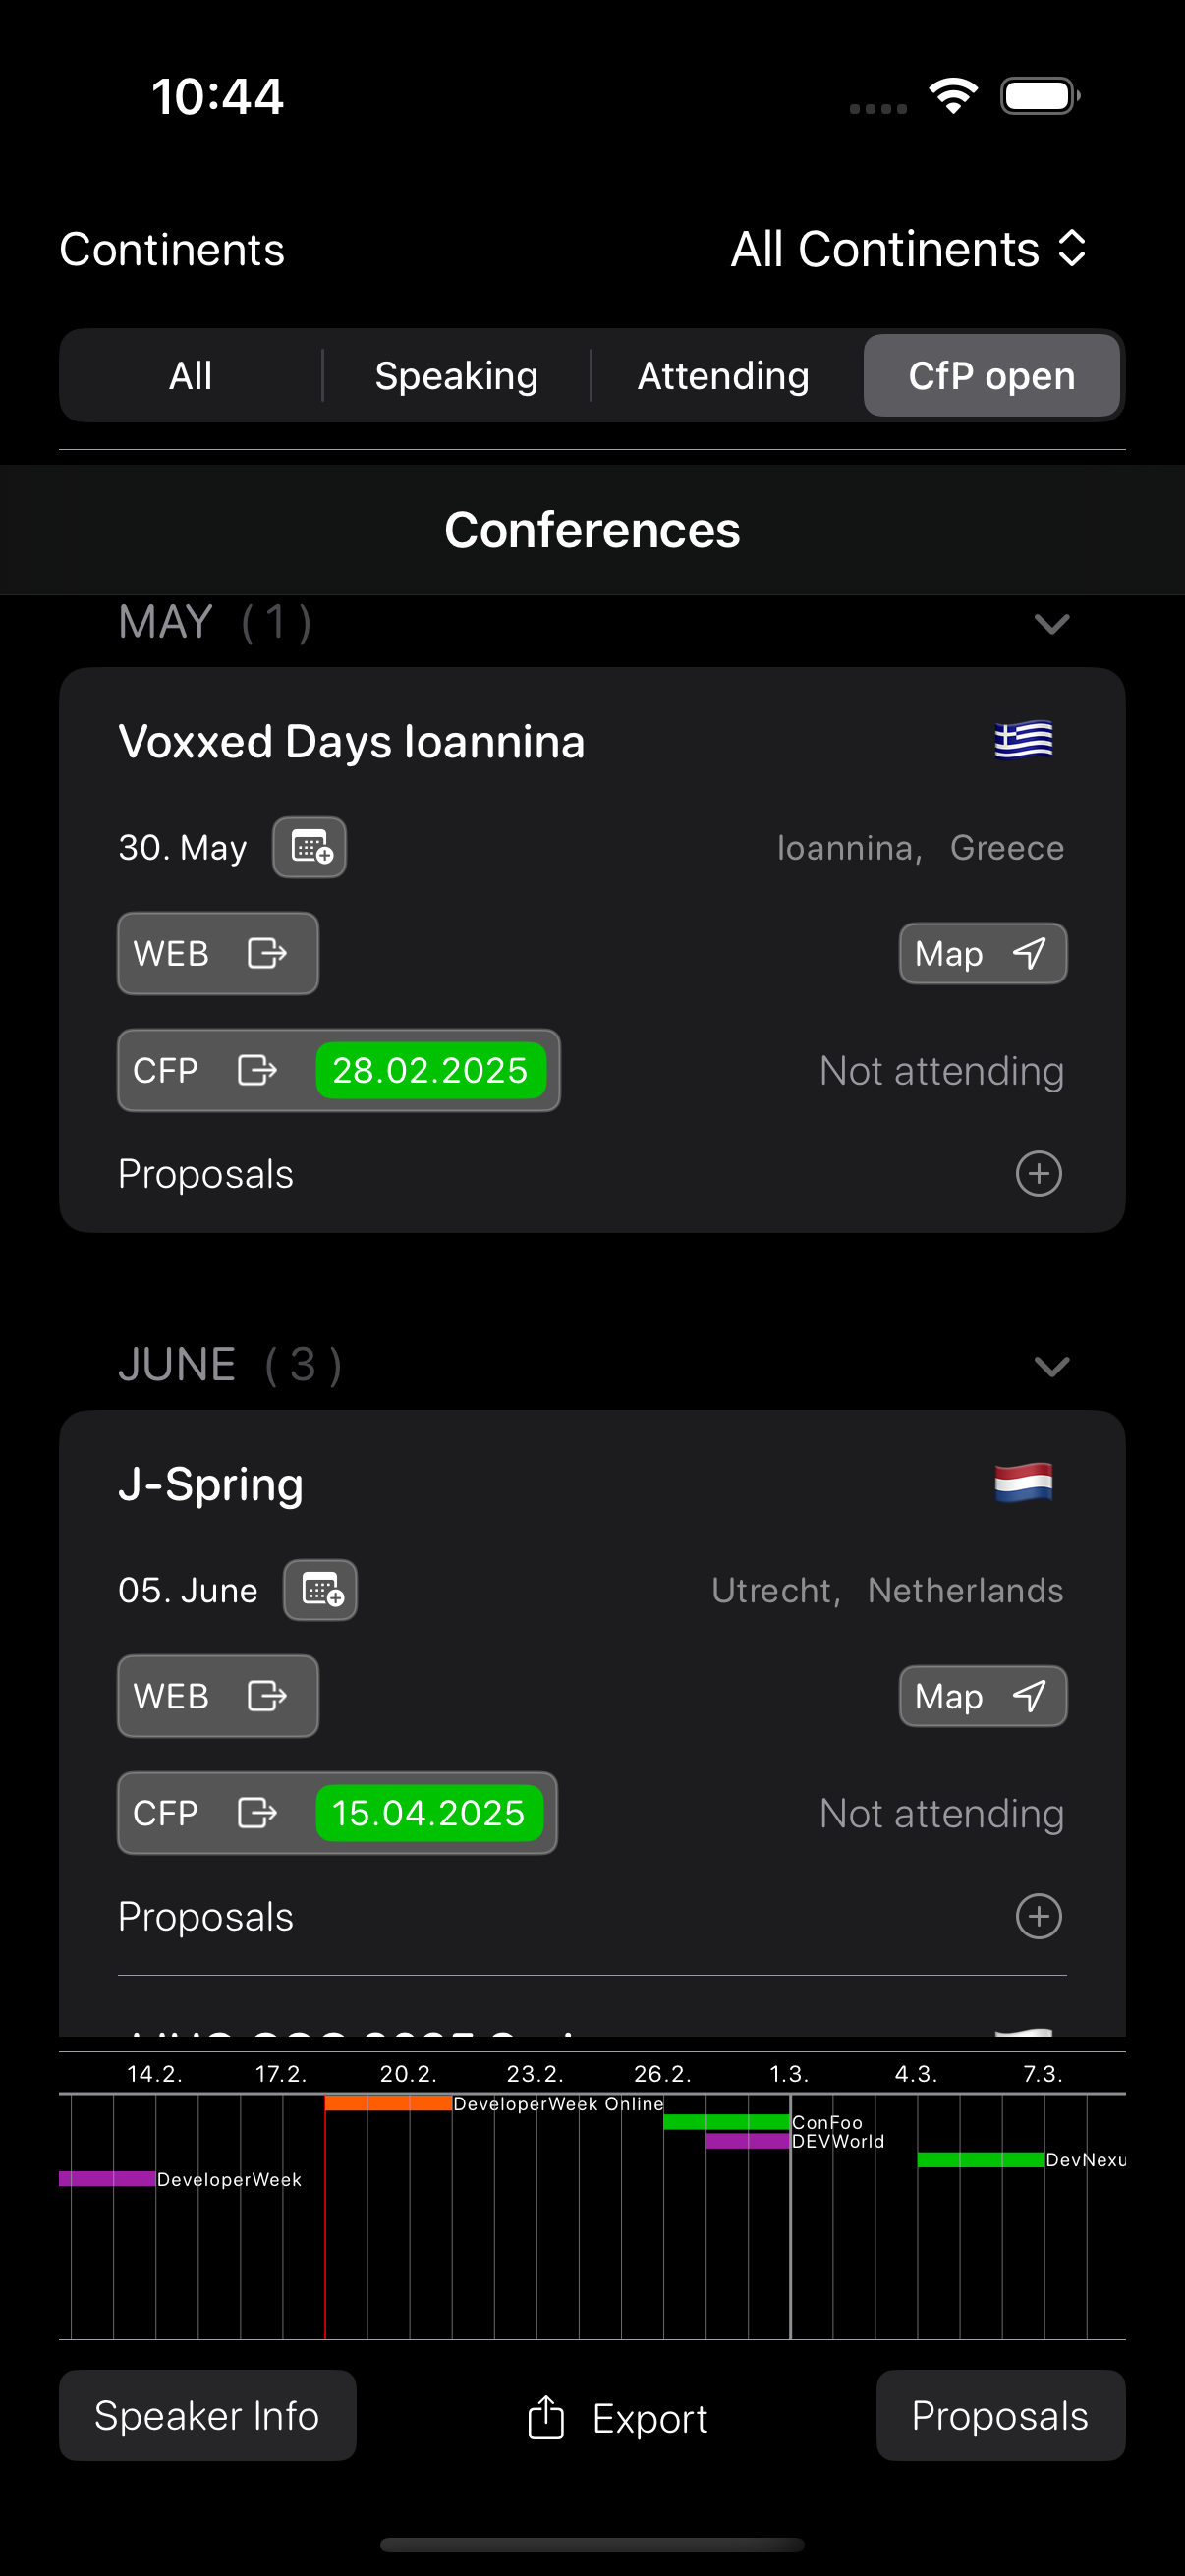 10:44
Continents All Continents
All Speaking Attending CfP open
Conferences
MAY ( 1 )
Voxxed Days Ioannina
30. May Ioannina, Greece
WEB Map
CFP 28.02.2025 Not attending
Proposals
JUNE ( 3 )
J-Spring
05. June Utrecht, Netherlands
WEB Map
CFP 15.04.2025 Not attending
Proposals
14.2. 17.2. 20.2. 23.2. 26.2. 1.3. 4.3. 7.3.
DeveloperWeek Online
ConFoo
DEVWorld
DevNexu
DeveloperWeek
Speaker Info Export Proposals